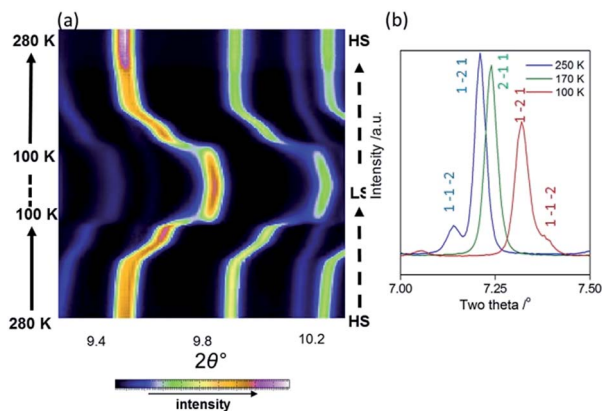 (a)
280 K
HS
100 K
100 K
LS
280 K
HS
9.4
9.8
10.2
2θ°
intensity
(b)
1 -2 1
2 -1 1
250 K
170 K
100 K
1 -2 1
1 -1 -2
1 -1 -2
Intensity /a.u.
7.00
7.25
7.50
Two theta /°